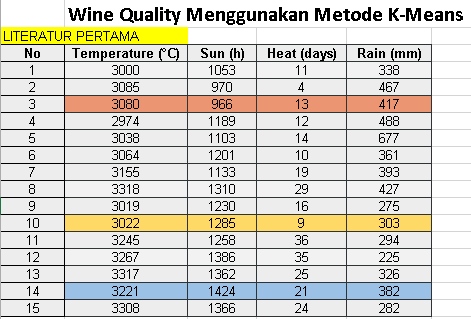 Wine Quality Menggunakan Metode K-Means
LITERATUR PERTAMA
No Temperature (°C) Sun (h) Heat (days) Rain (mm)
1 3000 1053 11 338
2 3085 970 4 467
3 3080 966 13 417
4 2974 1189 12 488
5 3038 1103 14 677
6 3064 1201 10 361
7 3155 1133 19 393
8 3318 1310 29 427
9 3019 1230 16 275
10 3022 1285 9 303
11 3245 1258 36 294
12 3267 1386 35 225
13 3317 1362 25 326
14 3221 1424 21 382
15 3308 1366 24 282